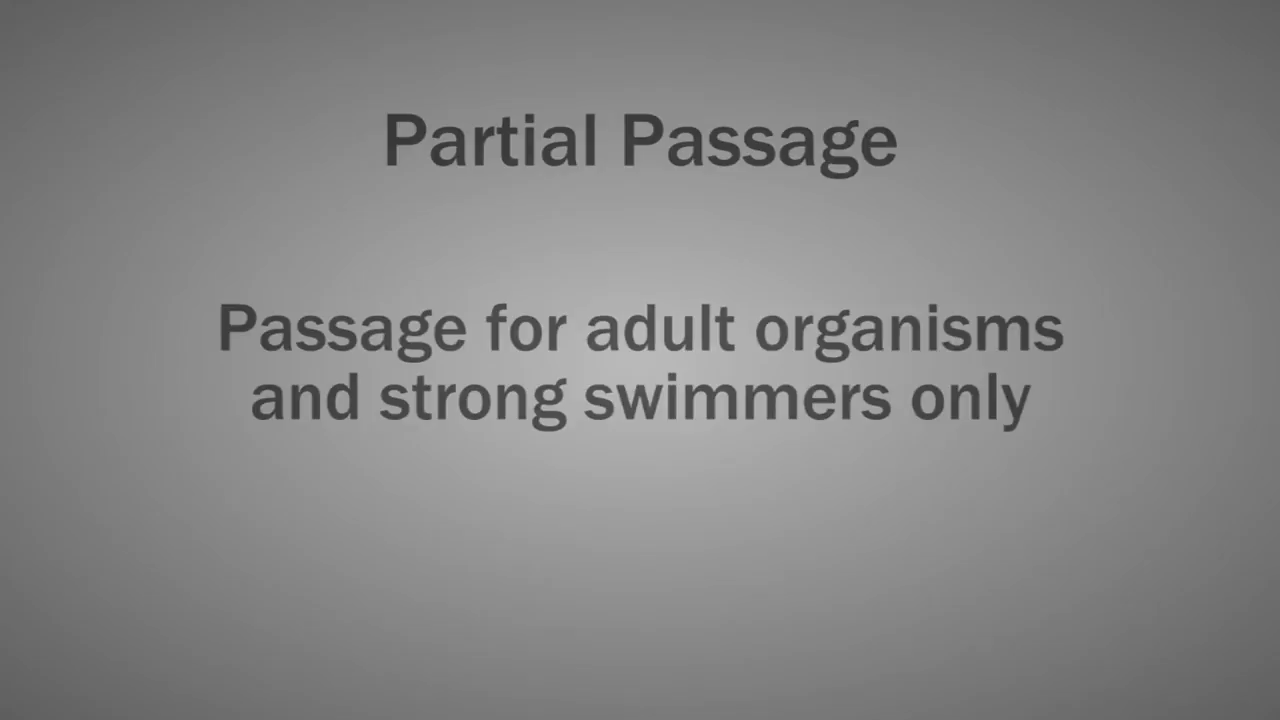 Partial Passage
Passage for adult organisms
and strong swimmers only